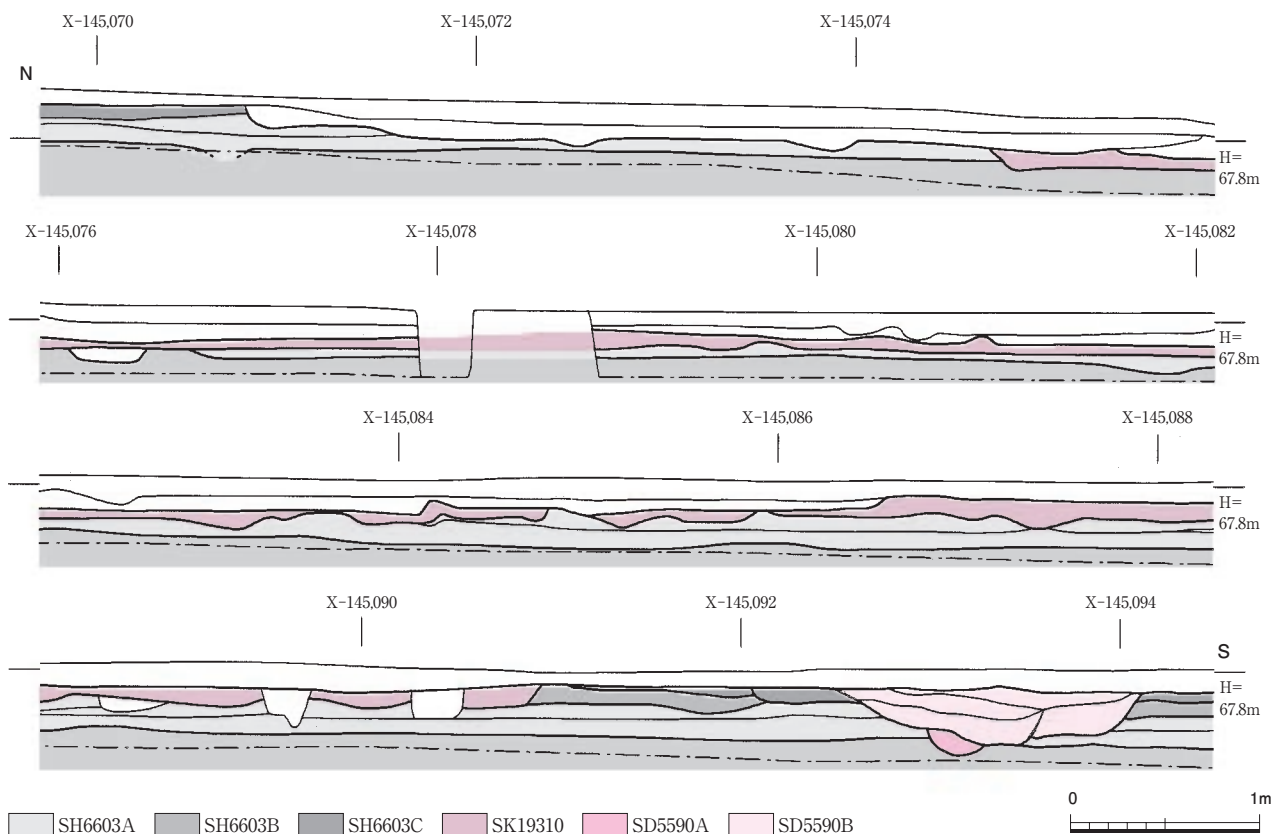 X-145,070 X-145,072 X-145,074
N
H=
67.8m
X-145,076 X-145,078 X-145,080 X-145,082
H=
67.8m
X-145,084 X-145,086 X-145,088
H=
67.8m
X-145,090 X-145,092 X-145,094
S
H=
67.8m
0 1m
SH6603A SH6603B SH6603C SK19310 SD5590A SD5590B